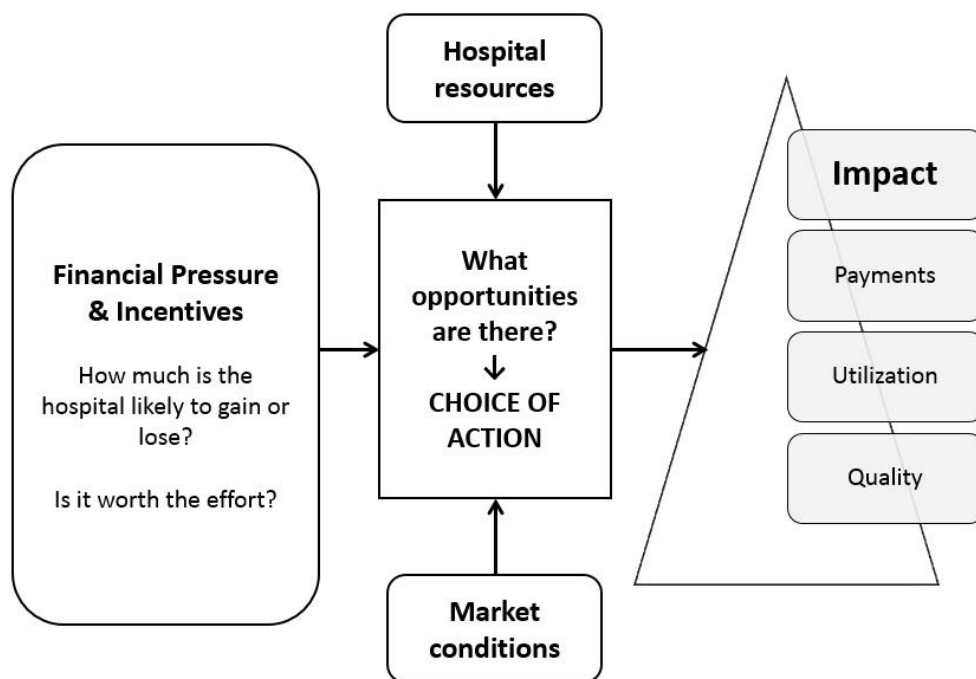 Hospital
resources
Financial Pressure
& Incentives
How much is the
hospital likely to gain or
lose?
Is it worth the effort?
What
opportunities
are there?
CHOICE OF
ACTION
Market
conditions
Impact
Payments
Utilization
Quality